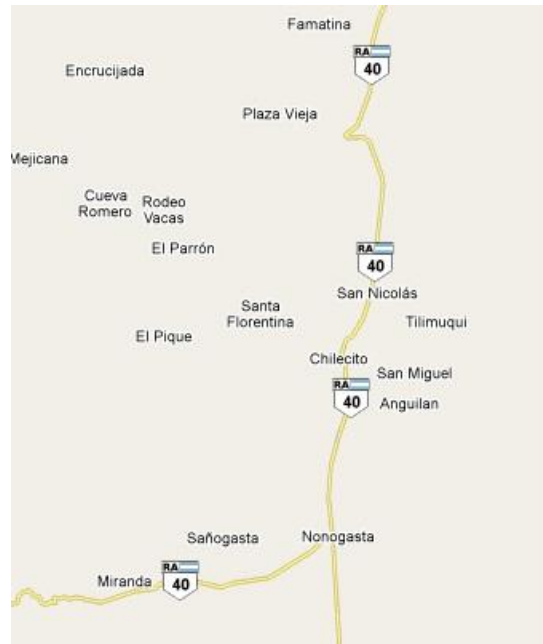 Famatina
RA
40
Encrucijada
Plaza Vieja
Mejicana
Cueva
Romero
Rodeo
Vacas
El Parrón
RA
40
San Nicolás
Santa
Florentina
Tilimuqui
El Pique
Chilecito
San Miguel
RA
40
Anguilan
Sañogasta
Nonogasta
RA
40
Miranda